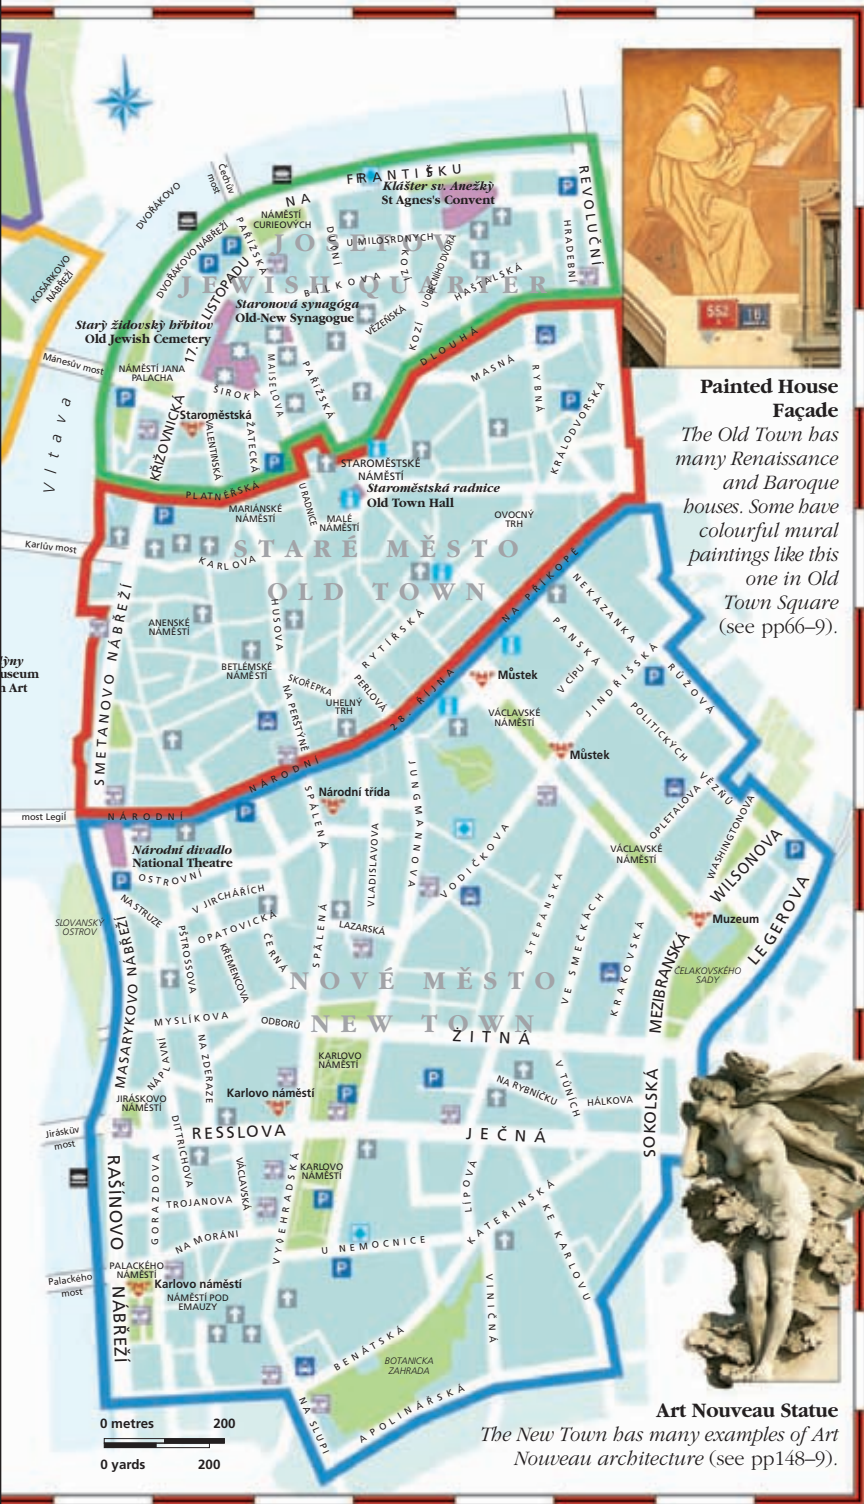 NA FRANTIŠKU
Klášter sv. Anežký
St Agnes's Convent
REVOLUČNÍ
DVOŘÁKOVO
Čechův
most
NÁMĚSTÍ
CURIEOVÝCH
DVOŘÁKOVO NÁBŘEŽÍ
PAŘÍŽSKÁ
DUŠNÍ
U MILOSRDNÝCH
KOZÍ
U OBECNÍHO DVORA
HRADEBNÍ
JOSEFOV
JEWISH QUARTER
KOSÁRKOVO
NÁBŘEŽÍ
17. LISTOPADU
BÍLKOVA
HAŠTALSKÁ
Staronová synagóga
Old-New Synagogue
VĚZEŇSKÁ
KOZÍ
DLOUHÁ
Starý židovský hřbitov
Old Jewish Cemetery
Mánesův most
NÁMĚSTÍ JANA
PALACHA
ŠIROKÁ
MAISELOVA
PAŘÍŽSKÁ
MASNÁ
RYBNÁ
KRÁLODVORSKÁ
552
16
Painted House
Façade
The Old Town has
many Renaissance
and Baroque
houses. Some have
colourful mural
paintings like this
one in Old
Town Square
(see pp66–9).
Vltava
KŘIŽOVNICKÁ
Staroměstská
VALENTINSKÁ
ŽATECKÁ
STAROMĚSTSKÉ
NÁMĚSTÍ
PLATNÉŘSKÁ
Staroměstská radnice
Old Town Hall
MARIÁNSKÉ
NÁMĚSTÍ
U RADNICE
MALÉ
NÁMĚSTÍ
OVOCNÝ
TRH
Karlův most
KARLOVA
STARÉ MĚSTO
OLD TOWN
NA PŘÍKOPĚ
NEKÁZANKA
SMETANOVO NÁBŘEŽÍ
ANENSKÉ
NÁMĚSTÍ
HUSOVA
RYTÍŘSKÁ
PANSKÁ
BETLÉMSKÉ
NÁMĚSTÍ
SKOŘEPKA
PERLOVÁ
NA PERŠTÝNĚ
UHELNÝ
TRH
28. ŘÍJNA
Můstek
V CÍPU
JINDŘIŠSKÁ
RŮŽOVÁ
useum
n Art
VÁCLAVSKÉ
NÁMĚSTÍ
POLITICKÝCH VĚZŇŮ
Můstek
NÁRODNÍ
NÁRODNÍ
Národní třída
most Legií
SPÁLENÁ
JUNGMANNOVA
Národní divadlo
National Theatre
VLADISLAVOVA
VODIČKOVA
VÁCLAVSKÉ
NÁMĚSTÍ
OPLETALOVA
WASHINGTONOVA
WILSONOVA
OSTROVNÍ
NA STRUZE
V JIRCHÁŘÍCH
OPATOVICKÁ
SLOVANSKÝ
OSTROV
PŠTROSSOVA
KŘEMENCOVA
ČERNÁ
SPÁLENÁ
LAZARSKÁ
ŠTĚPÁNSKÁ
VE SMEČKÁCH
KRAKOVSKÁ
Muzeum
LEGEROVA
MEZIBRANSKÁ
ČELAKOVSKÉHO
SADY
NOVÉ MĚSTO
NEW TOWN
MASARYKOVO NÁBŘEŽÍ
MYSLÍKOVA
ODBORŮ
ŽITNÁ
NÁPLAVNÍ
NA ZDERAZE
KARLOVO
NÁMĚSTÍ
Karlovo náměstí
JIRÁSKOVO
NÁMĚSTÍ
NA RYBNÍČKU
V TŮNÍCH
HÁLKOVA
Jiráskův
most
RESSLOVA
JEČNÁ
SOKOLSKÁ
DITTRICHOVA
RAŠÍNOVO NÁBŘEŽÍ
GORAZDOVA
VÁCLAVSKÁ
KARLOVO
NÁMĚSTÍ
TROJANOVA
NA MORÁNI
VYŠEHRADSKÁ
U NEMOCNICE
LÍPOVÁ
KATEŘINSKÁ
KE KARLOVU
Palackého
most
PALACKÉHO
NÁMĚSTÍ
Karlovo náměstí
NÁMĚSTÍ POD
EMAUZY
VINIČNÁ
BENÁTSKÁ
BOTANICKA
ZAHRADA
APOLINÁŘSKÁ
NA SLUPI
0 metres 200
0 yards 200
Art Nouveau Statue
The New Town has many examples of Art
Nouveau architecture (see pp148–9).